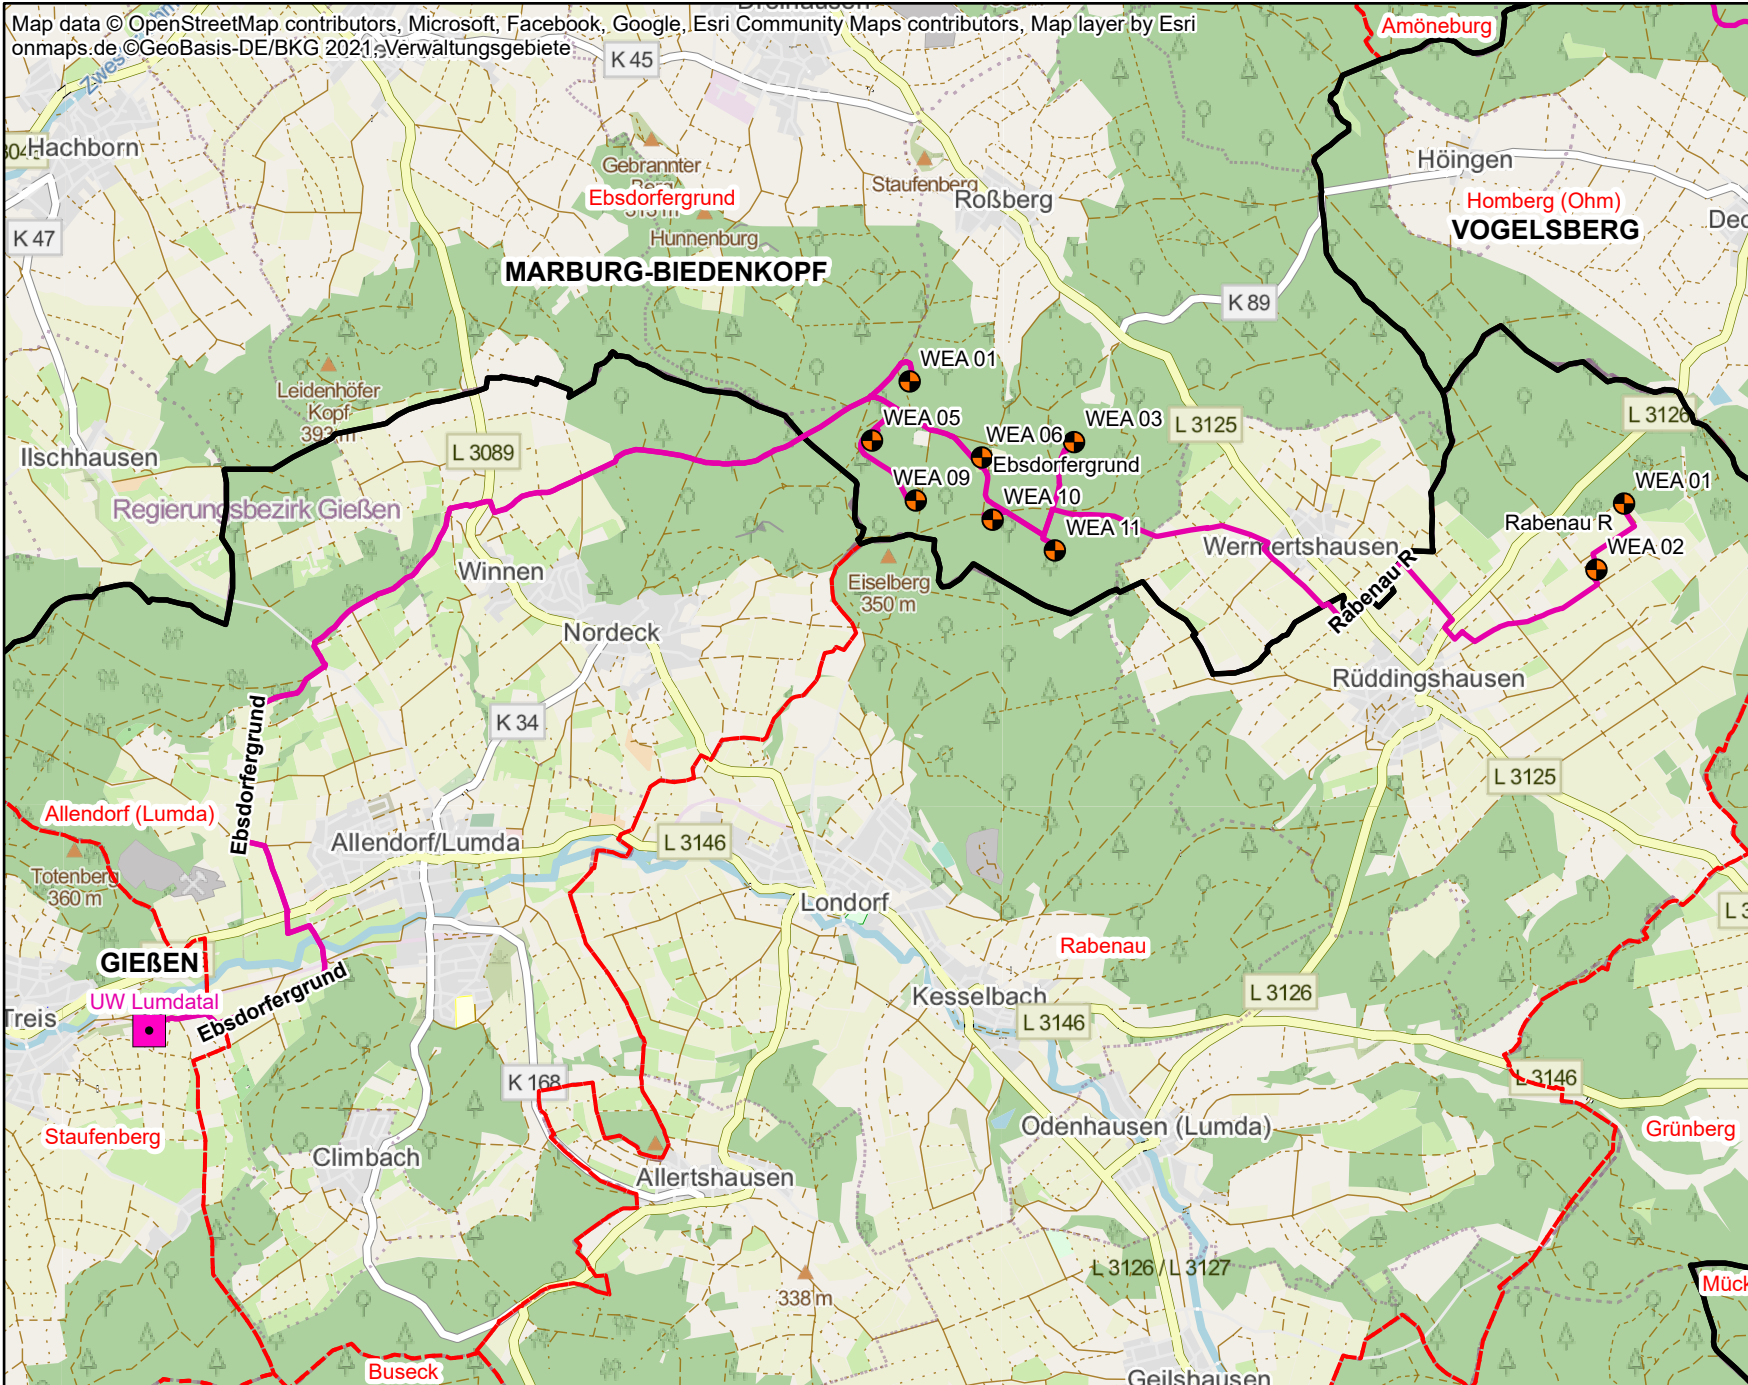 Map data © OpenStreetMap contributors, Microsoft, Facebook, Google, Esri Community Maps contributors, Map layer by Esri
onmaps.de ©GeoBasis-DE/BKG 2021, Verwaltungsgebiete
Amöneburg
K 45
Hachborn
Höingen
Gebrannter
Berg
Staufenberg
Ebsdorfergrund
Roßberg
Homberg (Ohm)
VOGELSBERG
K 47
Hunnenburg
MARBURG-BIEDENKOPF
K 89
WEA 01
Leidenhöfer
Kopf
393 m
WEA 05
WEA 03
L 3125
L 3126
WEA 06
L 3089
Ilschhausen
Ebsdorfergrund
WEA 09
WEA 10
WEA 01
Regierungsbezirk Gießen
WEA 11
Rabenau R
Wermertshausen
WEA 02
Winnen
Eiselberg
350 m
Rabenau R
Nordeck
Rüddingshausen
K 34
Ebsdorfergrund
L 3125
Allendorf (Lumda)
Allendorf/Lumda
L 3146
Totenberg
360 m
Londorf
Rabenau
GIEßEN
UW Lumdatal
Ebsdorfergrund
Kesselbach
L 3126
Treis
L 3146
K 168
L 3146
Staufenberg
Odenhausen (Lumda)
Grünberg
Climbach
Allertshausen
L 3126 / L 3127
338 m
Mück
Buseck
Geilshausen